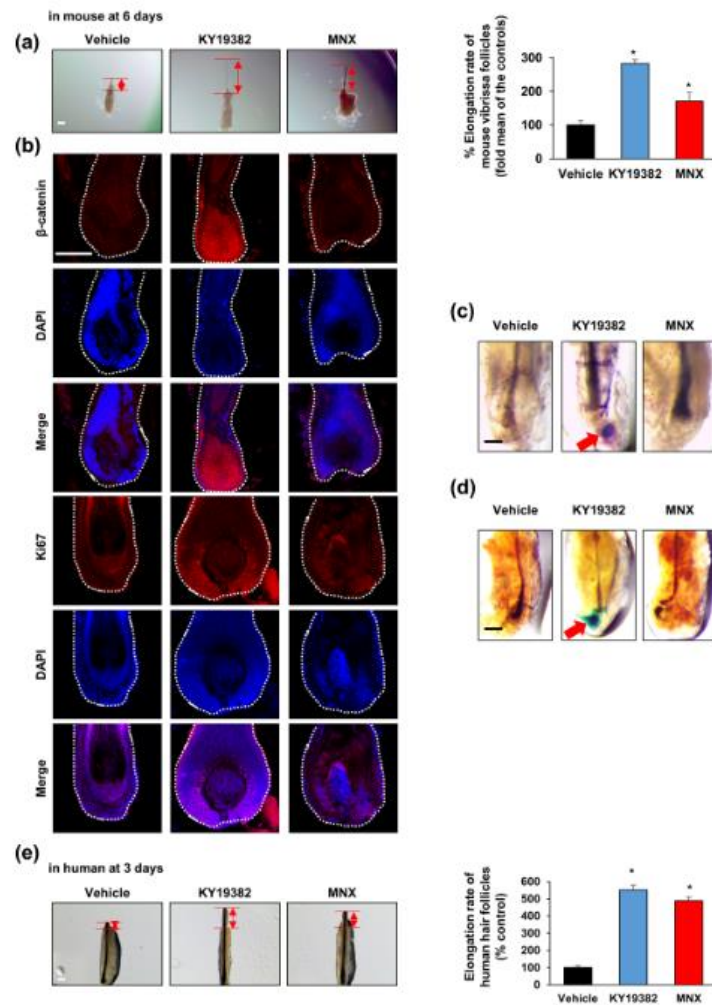 in mouse at 6 days
(a)
Vehicle KY19382 MNX
% Elongation rate of
mouse vibrissa follicles
(fold mean of the controls)
300
200
100
* *
Vehicle KY19382 MNX
(b)
β-catenin
DAPI
Merge
Ki67
DAPI
Merge
(c)
Vehicle KY19382 MNX
(d)
Vehicle KY19382 MNX
(e)
in human at 3 days
Vehicle KY19382 MNX
Elongation rate of
human hair follicles
(% control)
600
500
400
300
200
100
0
* *
Vehicle KY19382 MNX